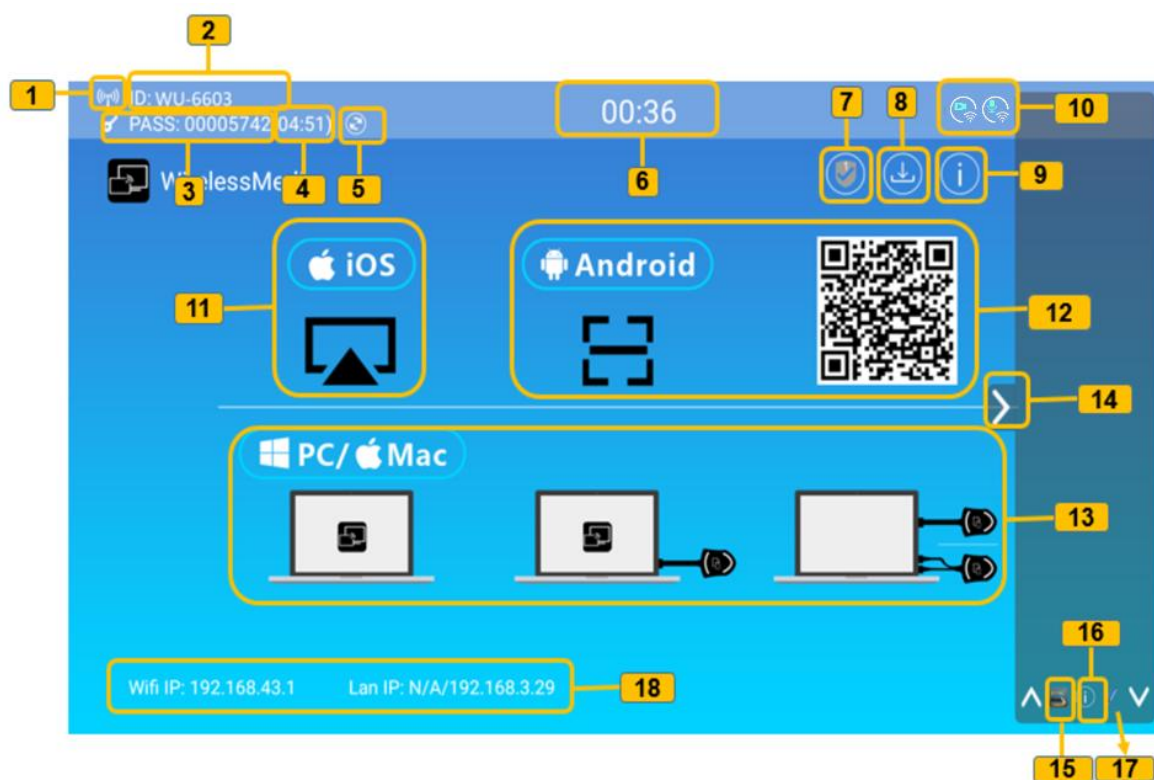 2
1
ID: WU-6603
PASS: 00005742(04:51)
00:36
7
8
10
3
4
5
6
9
WirelessMedi
iOS
Android
11
12
14
PC/ Mac
13
16
Wifi IP: 192.168.43.1
Lan IP: N/A/192.168.3.29
18
/
15
17